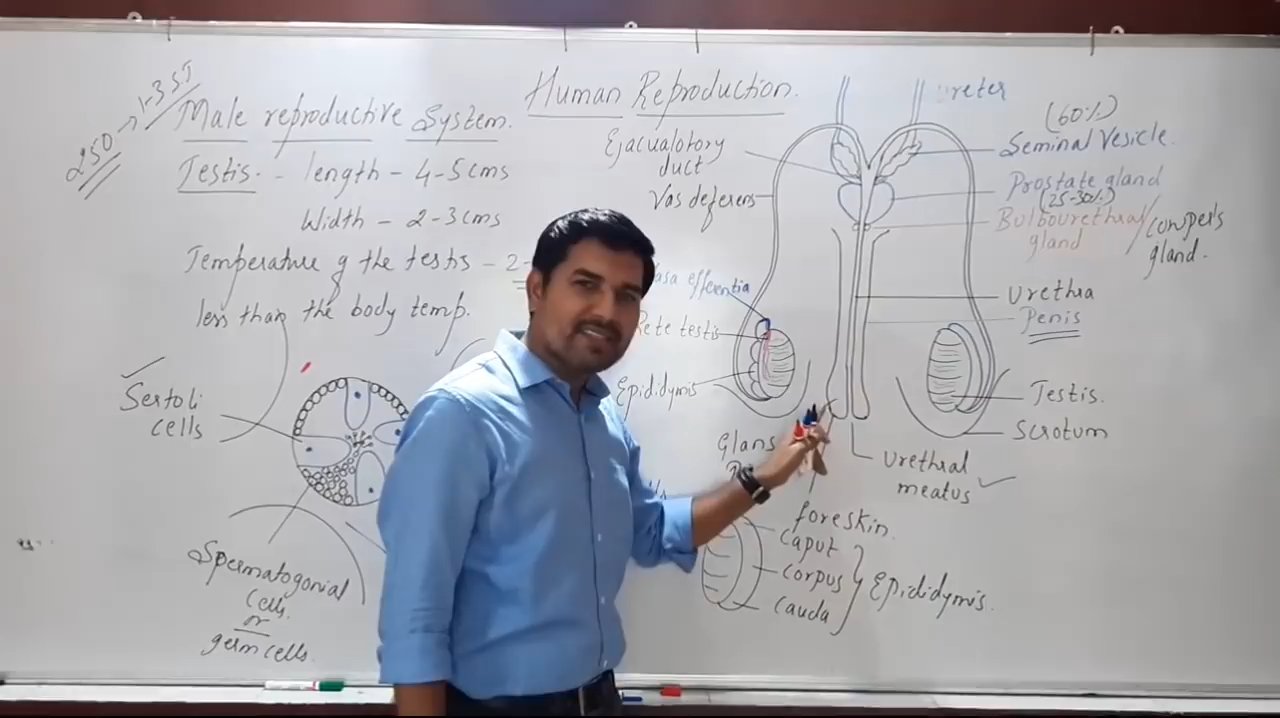 Human Reproduction.
250 → 1-3 ST
Male reproductive System.
Testis. - length - 4-5cms
Width - 2-3cms
Temperature of the testis - 2-
less than the body temp.
Sertoli
cells
Spermatogonial
cells.
or
germ cells.
Ejaculatory
duct
Vas deferens
Vasa efferentia
Rete testis
Epididymis
Glans
foreskin.
caput
corpus
cauda
Epididymis.
ureter
(60%)
Seminal Vesicle.
Prostate gland
(25-30%)
Bulbourethral/
gland
Cowper's
gland.
Urethra
Penis
Testis.
Scrotum
Urethral
meatus